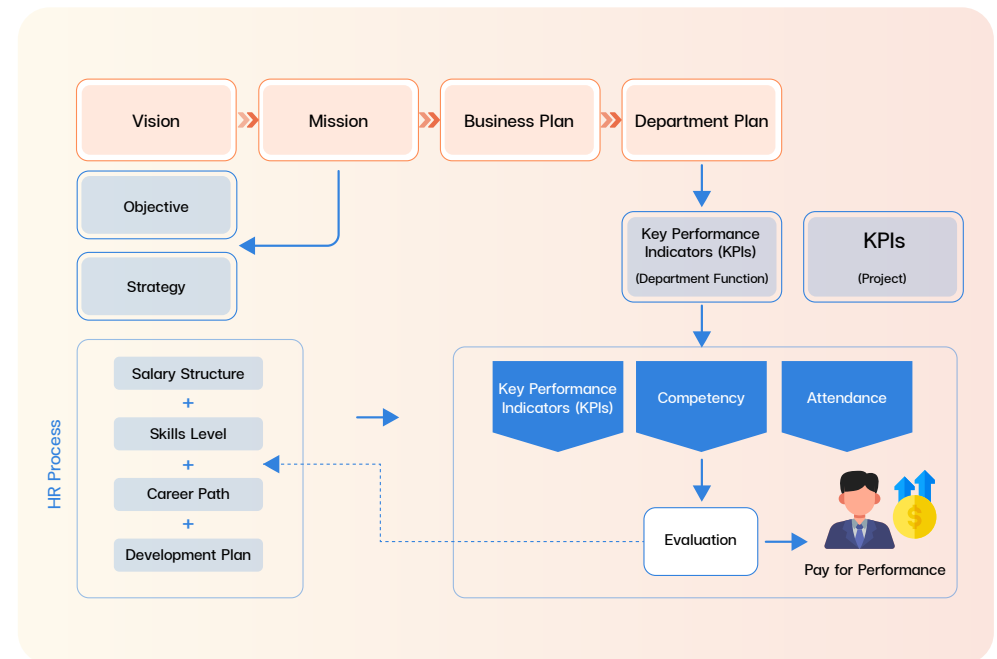 Vision
Mission
Business Plan
Department Plan
Objective
Strategy
Key Performance
Indicators (KPIs)
(Department Function)
KPIs
(Project)
HR Process
Salary Structure
+
Skills Level
+
Career Path
+
Development Plan
Key Performance
Indicators (KPIs)
Competency
Attendance
Evaluation
$
Pay for Performance